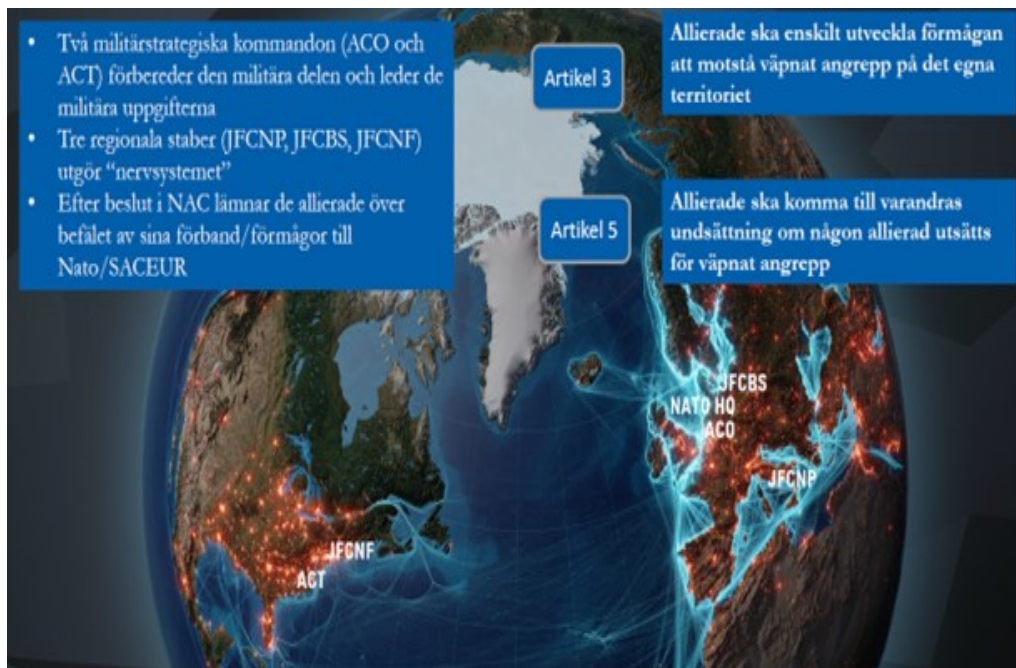 • Två militärstrategiska kommandon (ACO och
ACT) förbereder den militära delen och leder de
militära uppgifterna
• Tre regionala staber (JFCNP, JFCBS, JFCNF)
utgör “nervsystemet”
• Efter beslut i NAC lämnar de allierade över
befälet av sina förband/förmågor till
Nato/SACEUR
Artikel 3
Allierade ska enskilt utveckla förmågan
att motstå väpnat angrepp på det egna
territoriet
Artikel 5
Allierade ska komma till varandras
undsättning om någon allierad utsätts
för väpnat angrepp
JFCBS
NATO HQ
ACO
JFCNP
JFCNF
ACT